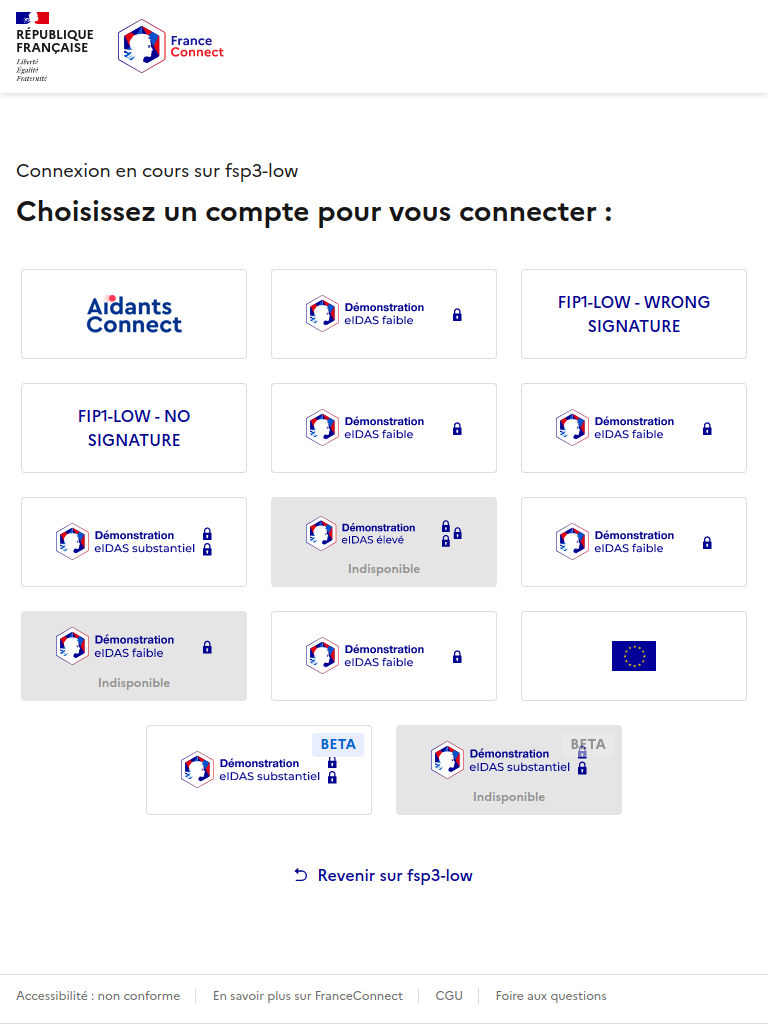 RÉPUBLIQUE
FRANÇAISE
Liberté
Égalité
Fraternité
France
Connect
Connexion en cours sur fsp3-low
Choisissez un compte pour vous connecter :
Aidants
Connect
Démonstration
eIDAS faible
FIP1-LOW - WRONG
SIGNATURE
FIP1-LOW - NO
SIGNATURE
Démonstration
eIDAS faible
Démonstration
eIDAS faible
Démonstration
eIDAS substantiel
Démonstration
eIDAS élevé
Indisponible
Démonstration
eIDAS faible
Démonstration
eIDAS faible
Indisponible
Démonstration
eIDAS faible
BETA
Démonstration
eIDAS substantiel
BETA
Démonstration
eIDAS substantiel
Indisponible
Revenir sur fsp3-low
Accessibilité : non conforme
En savoir plus sur FranceConnect
CGU
Foire aux questions